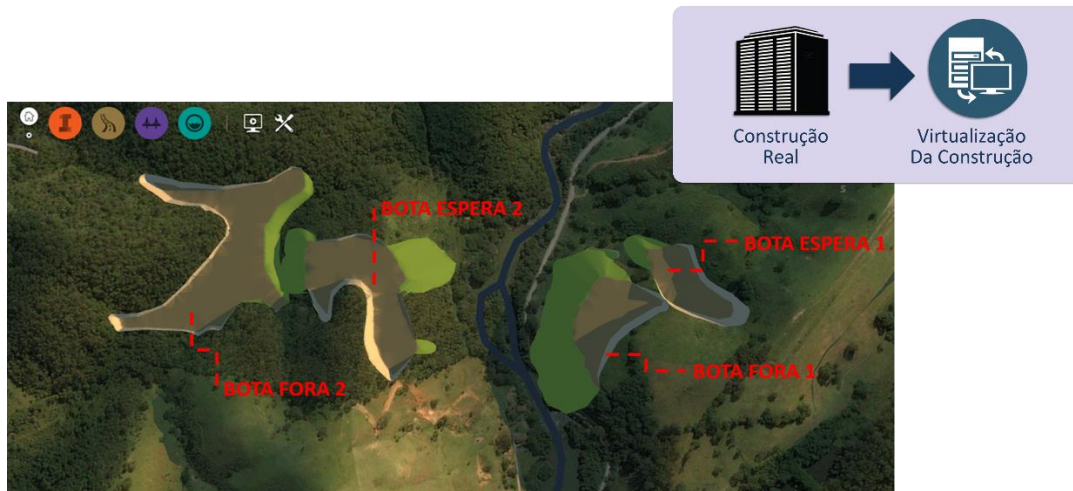 Construção
Real
Virtualização
Da Construção
S
BOTA ESPERA 2
BOTA ESPERA 1
BOTA FORA 2
BOTA FORA 1